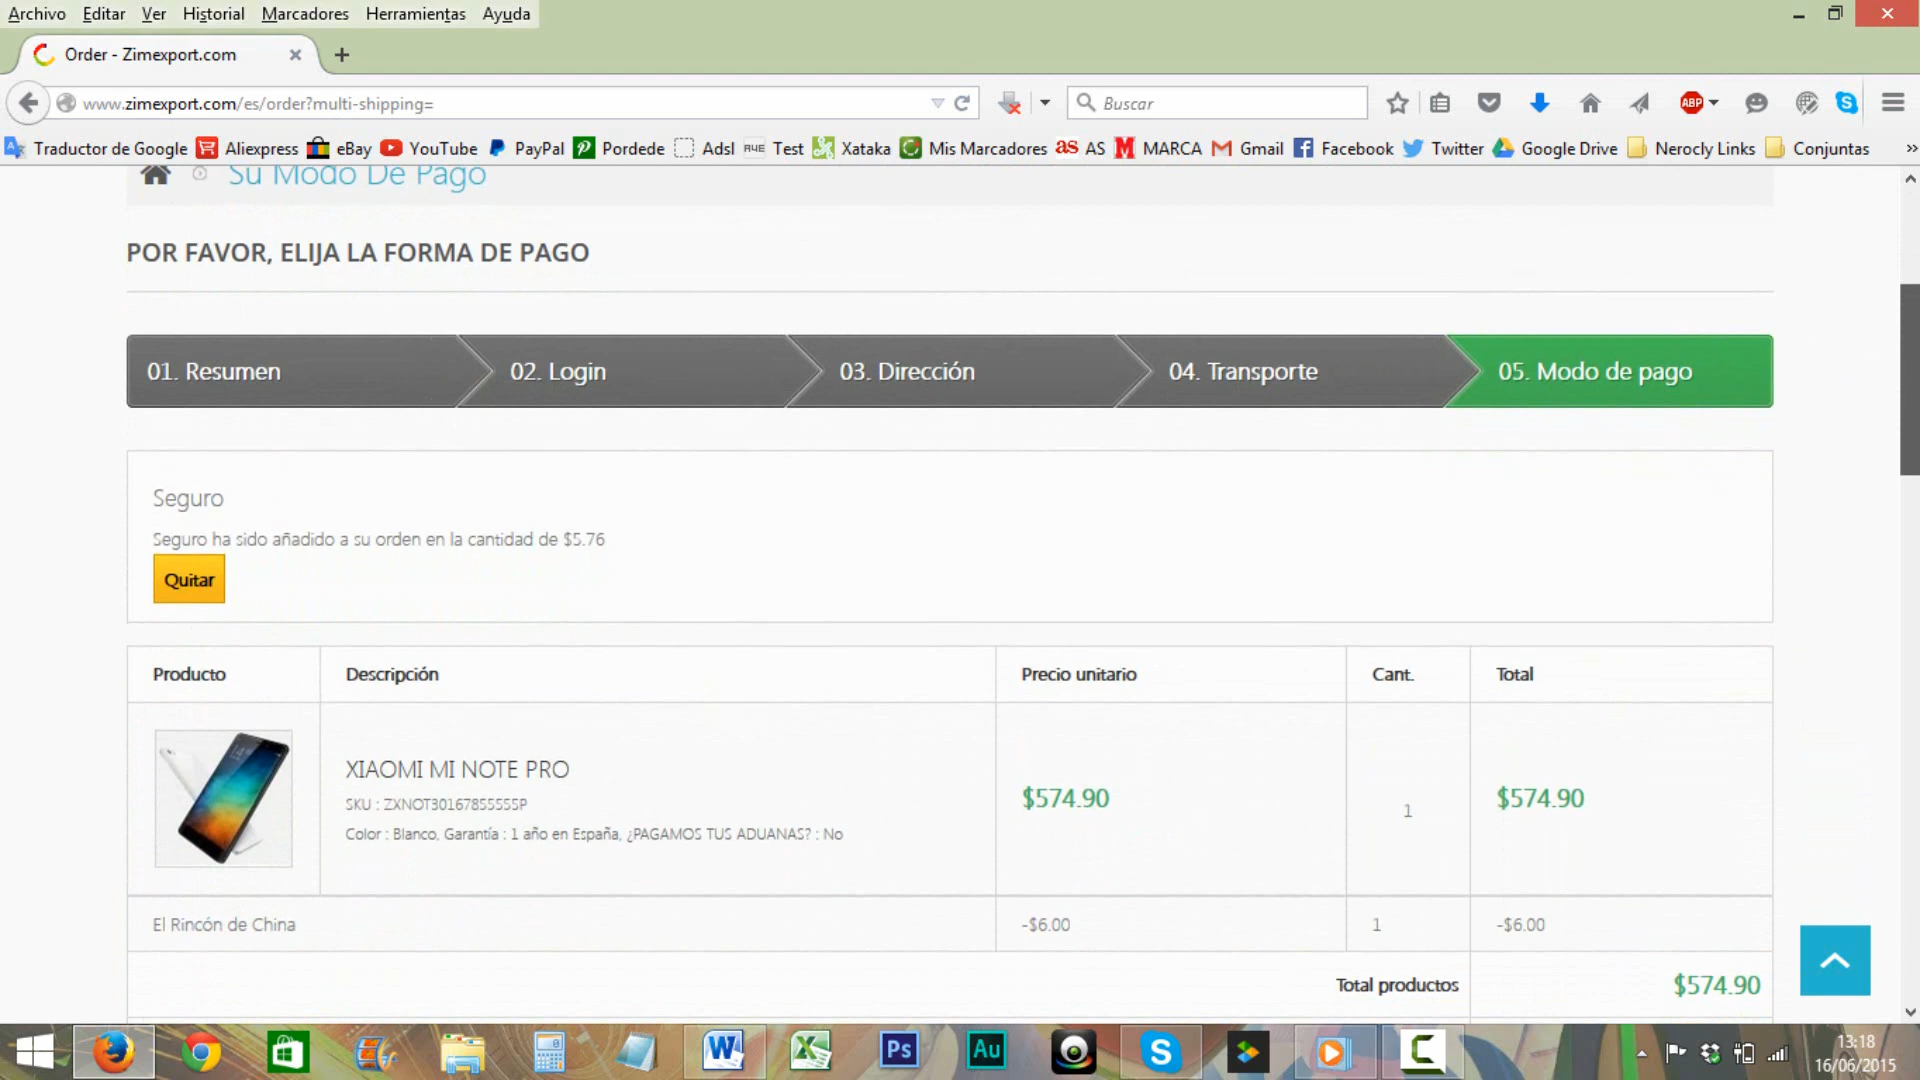 Archivo Editar Ver Historial Marcadores Herramientas Ayuda
Order - Zimexport.com
www.zimexport.com/es/order?multi-shipping=
Buscar
ABP
Traductor de Google Aliexpress eBay YouTube PayPal Pordede Adsl Test Xataka Mis Marcadores as AS M MARCA Gmail Facebook Twitter Google Drive Nerocly Links Conjuntas »
Su Modo De Pago
POR FAVOR, ELIJA LA FORMA DE PAGO
01. Resumen 02. Login 03. Dirección 04. Transporte 05. Modo de pago
Seguro
Seguro ha sido añadido a su orden en la cantidad de $5.76
Quitar
Producto Descripción Precio unitario Cant. Total
XIAOMI MI NOTE PRO
SKU : ZXNOT30167855555P
Color : Blanco, Garantía : 1 año en España, ¿PAGAMOS TUS ADUANAS? : No
$574.90 1 $574.90
El Rincón de China -$6.00 1 -$6.00
Total productos $574.90
Ps Au
13:18
16/06/2015